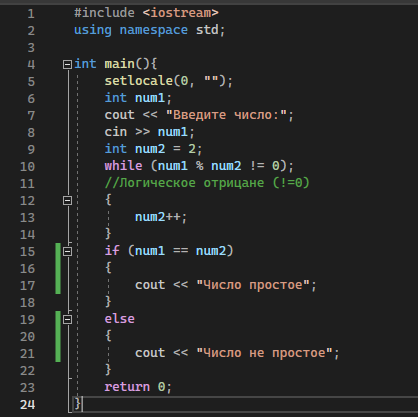 1 #include <iostream>
2 using namespace std;
3
4 int main(){
5 setlocale(0, "");
6 int num1;
7 cout << "Введите число:";
8 cin >> num1;
9 int num2 = 2;
10 while (num1 % num2 != 0);
11 //Логическое отрицане (!=0)
12 {
13 num2++;
14 }
15 if (num1 == num2)
16 {
17 cout << "Число простое";
18 }
19 else
20 {
21 cout << "Число не простое";
22 }
23 return 0;
24 }